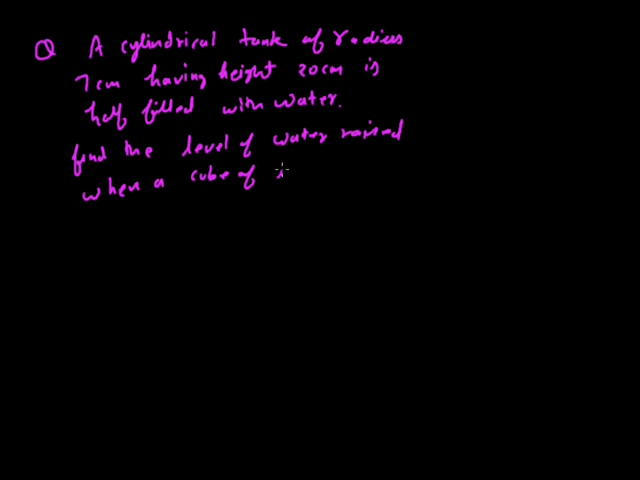 Q A cylindrical tank of radius
7cm having height 20cm is
half filled with water.
find the level of water raised
when a cube of